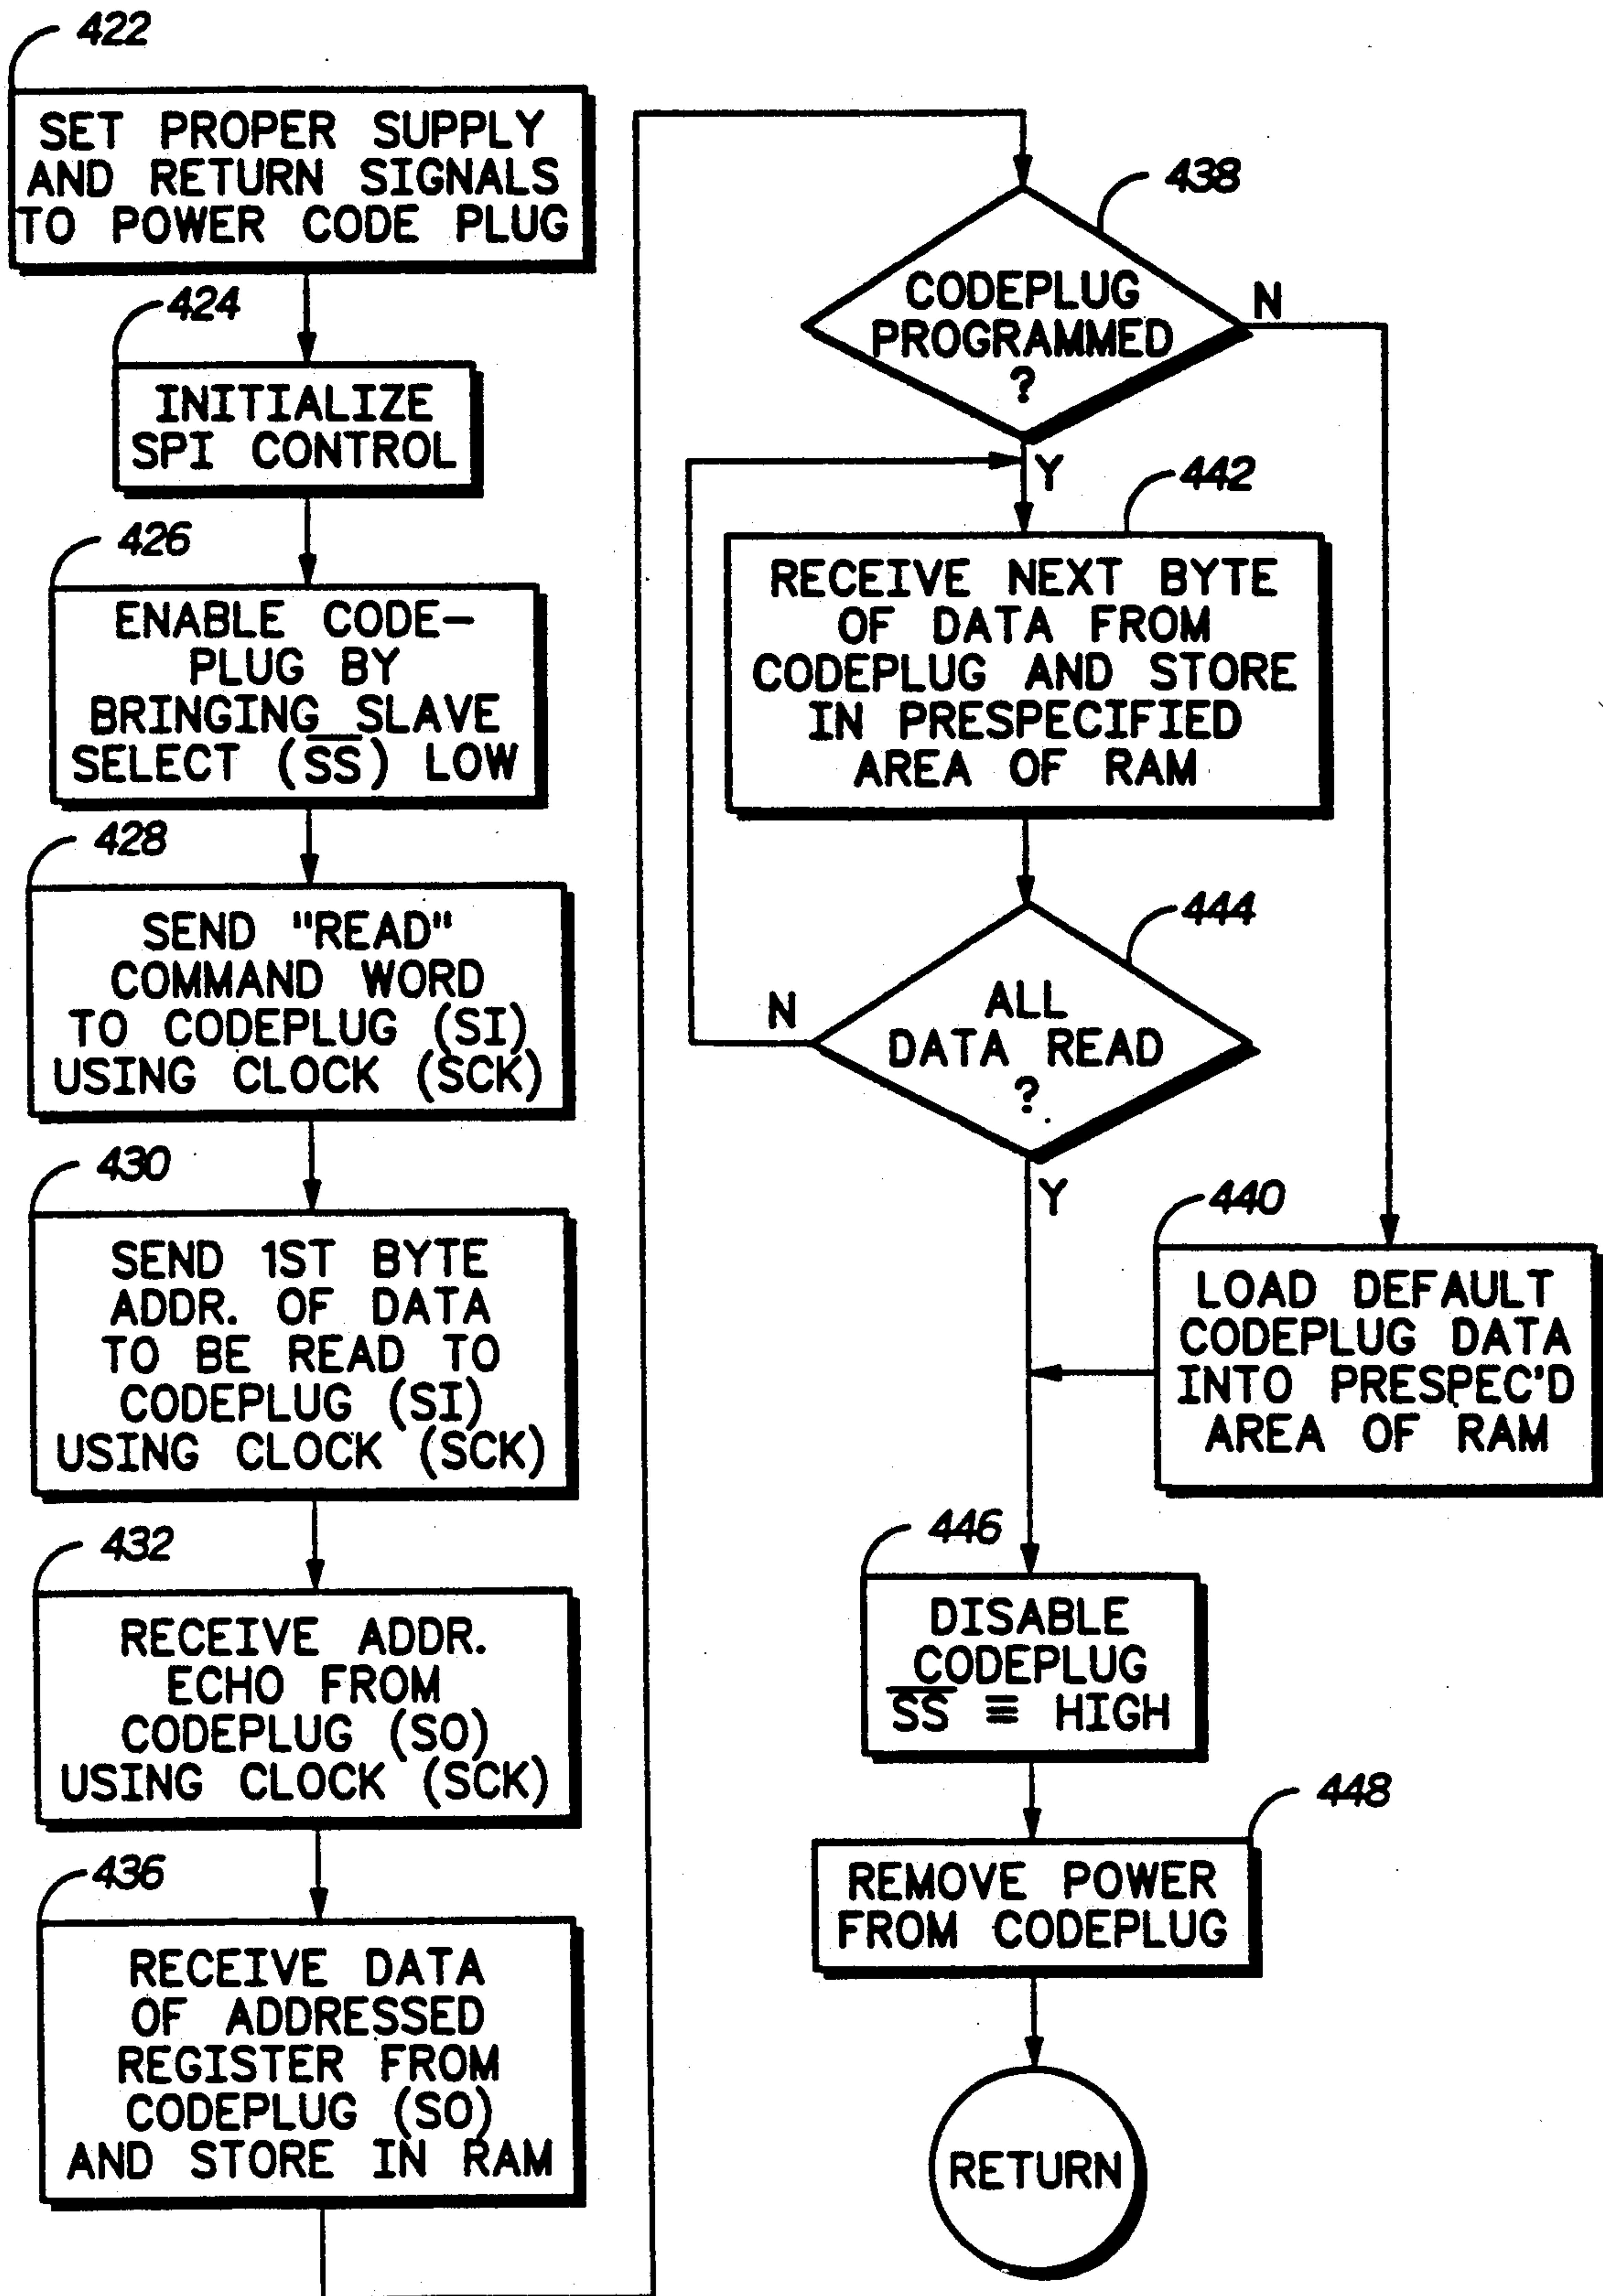 422
SET PROPER SUPPLY
AND RETURN SIGNALS
TO POWER CODE PLUG
424
INITIALIZE
SPI CONTROL
426
ENABLE CODE-
PLUG BY
BRINGING SLAVE
SELECT (S̅S̅) LOW
428
SEND "READ"
COMMAND WORD
TO CODEPLUG (SI)
USING CLOCK (SCK)
430
SEND 1ST BYTE
ADDR. OF DATA
TO BE READ TO
CODEPLUG (SI)
USING CLOCK (SCK)
432
RECEIVE ADDR.
ECHO FROM
CODEPLUG (SO)
USING CLOCK (SCK)
436
RECEIVE DATA
OF ADDRESSED
REGISTER FROM
CODEPLUG (SO)
AND STORE IN RAM
438
CODEPLUG
PROGRAMMED
?
N
Y
442
RECEIVE NEXT BYTE
OF DATA FROM
CODEPLUG AND STORE
IN PRESPECIFIED
AREA OF RAM
444
ALL
DATA READ
?
N
Y
440
LOAD DEFAULT
CODEPLUG DATA
INTO PRESPEC'D
AREA OF RAM
446
DISABLE
CODEPLUG
S̅S̅ ≡ HIGH
448
REMOVE POWER
FROM CODEPLUG
RETURN